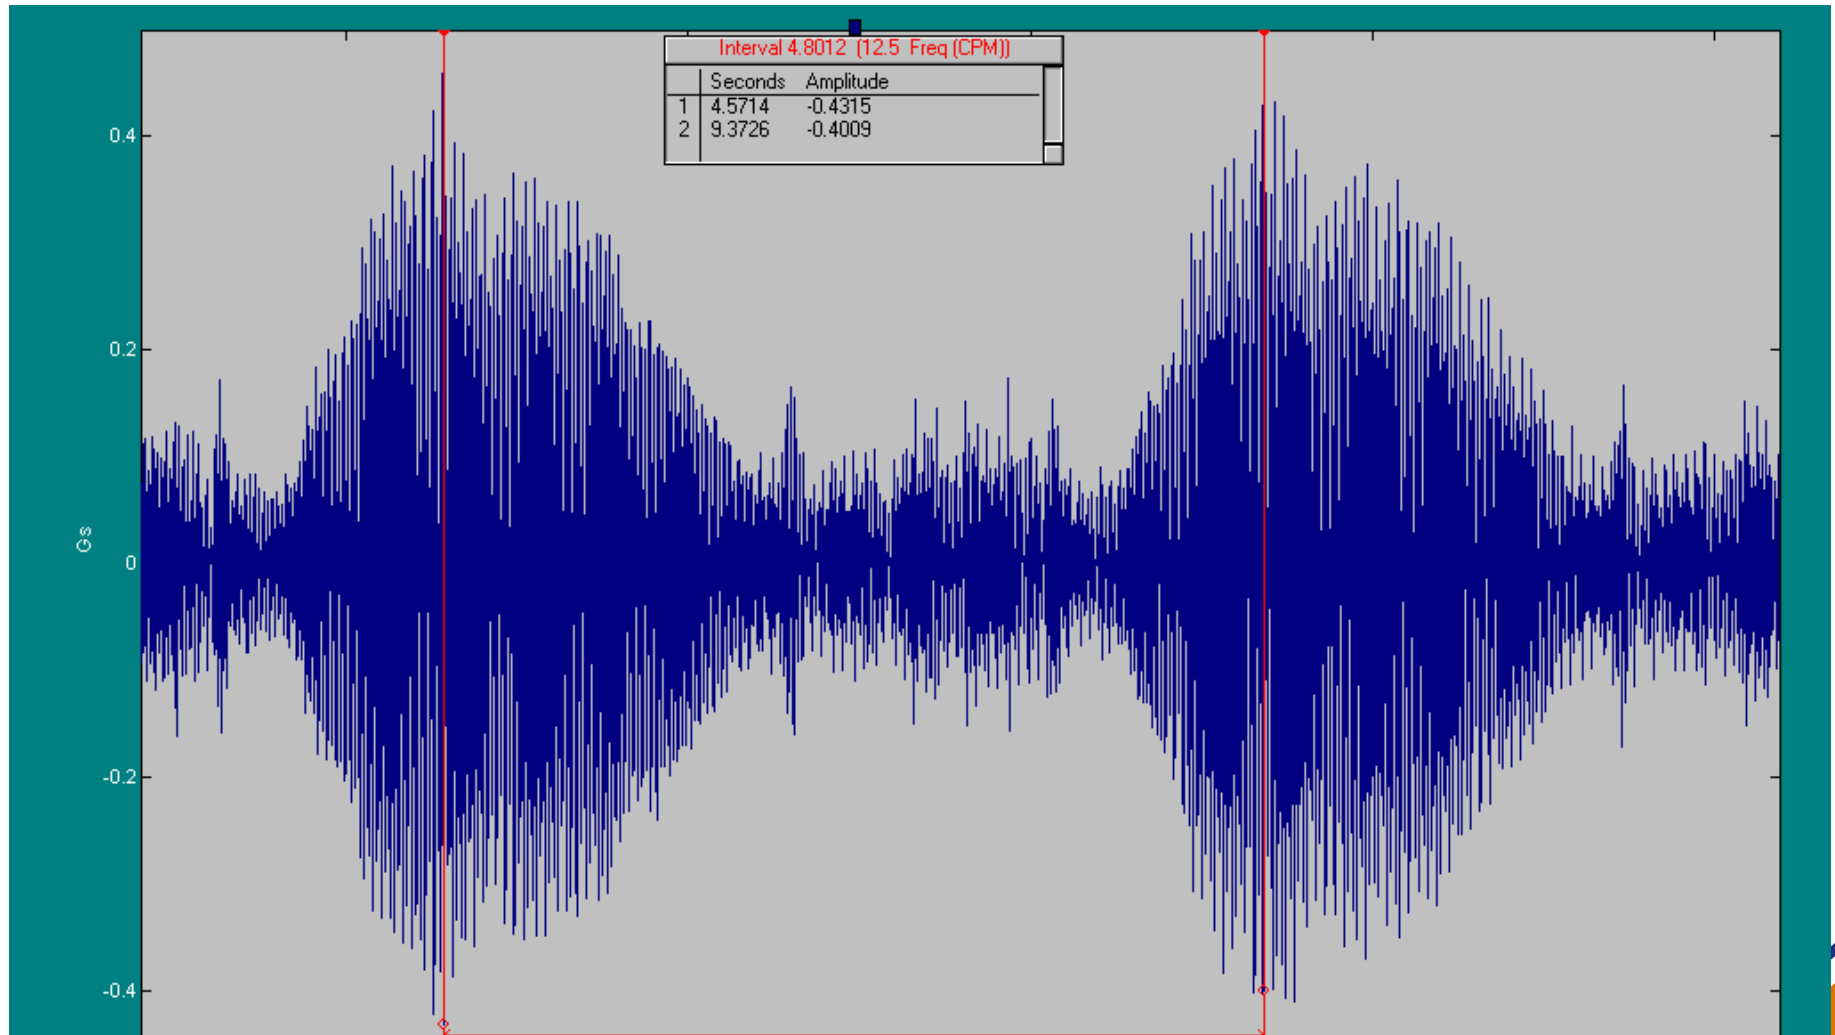 Interval 4.8012 (12.5 Freq (CPM))
Seconds Amplitude
1 4.5714 -0.4315
2 9.3726 -0.4009
0.4
0.2
Gs
0
-0.2
-0.4